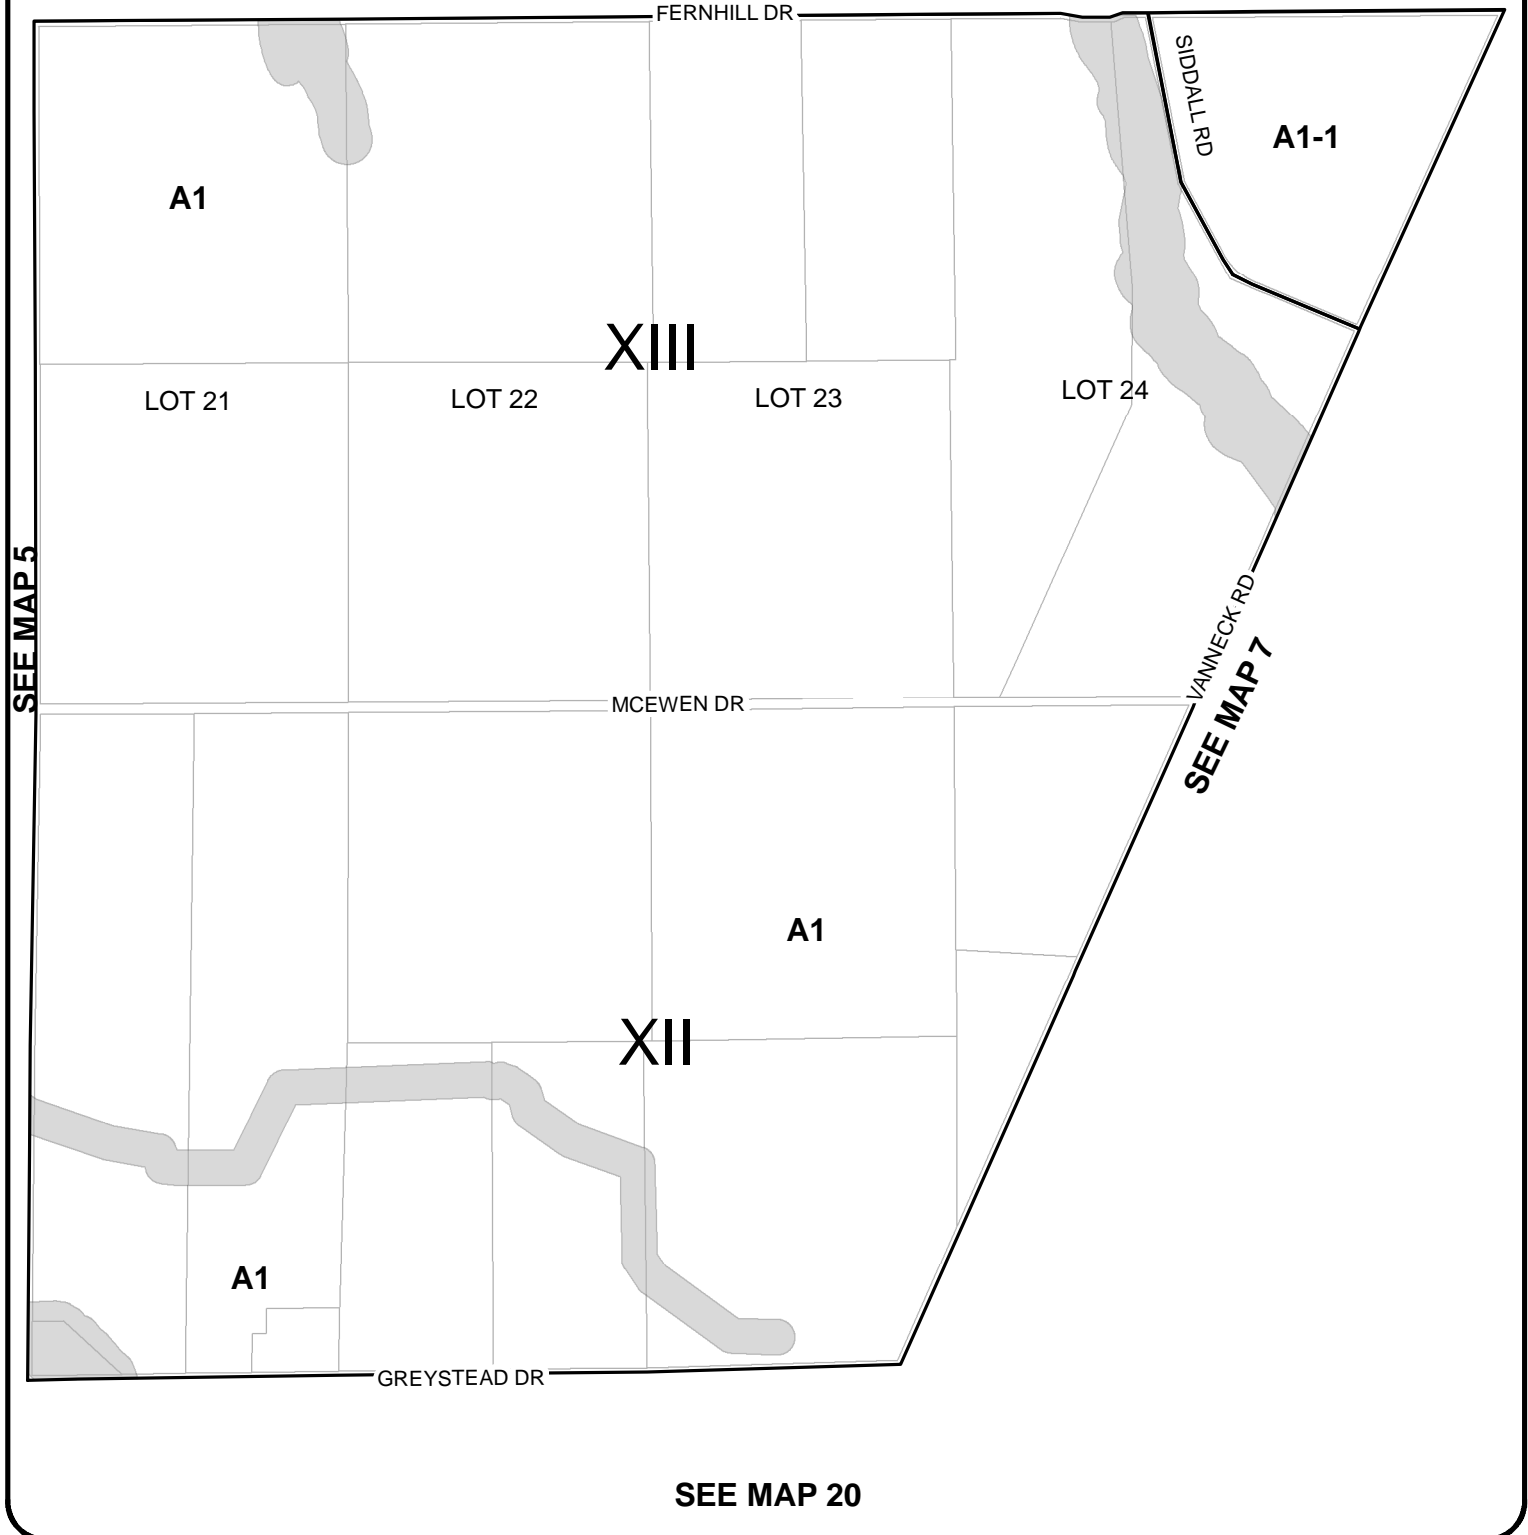 FERNHILL DR
SIDDALL RD
A1-1
A1
XIII
LOT 21
LOT 22
LOT 23
LOT 24
SEE MAP 5
VANNECK RD
SEE MAP 7
MCEWEN DR
A1
XII
A1
GREYSTEAD DR
SEE MAP 20